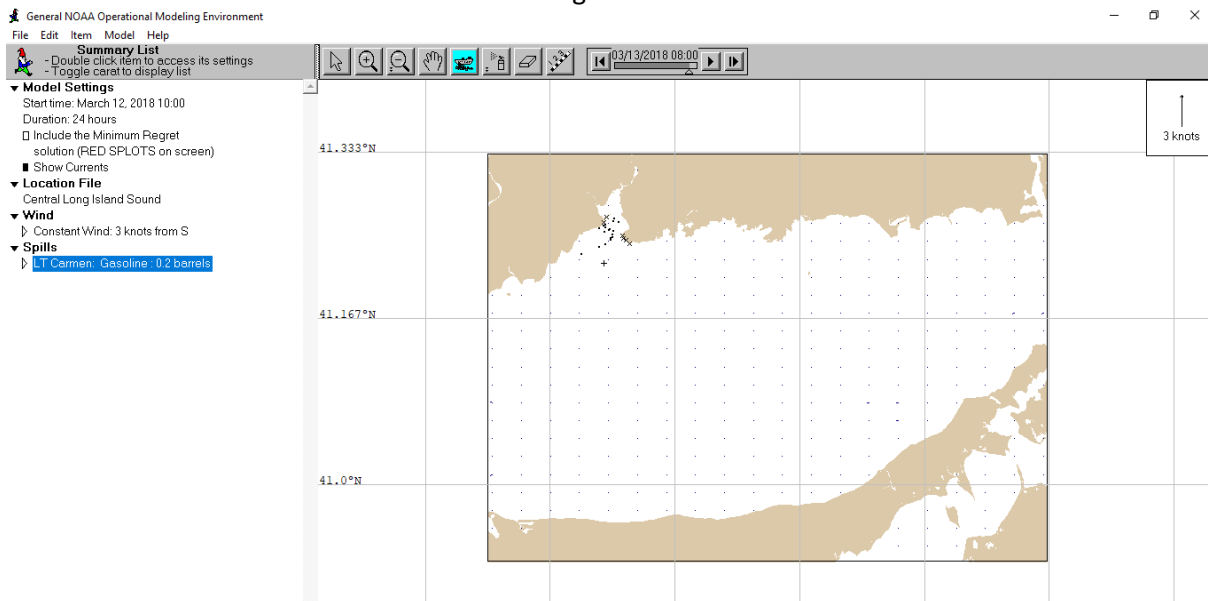 General NOAA Operational Modeling Environment
File Edit Item Model Help
Summary List
- Double click item to access its settings
- Toggle carat to display list
03/13/2018 08:00
Model Settings
Start time: March 12, 2018 10:00
Duration: 24 hours
Include the Minimum Regret
solution (RED SPLOTS on screen)
Show Currents
Location File
Central Long Island Sound
Wind
Constant Wind: 3 knots from S
Spills
LT Carmen: Gasoline : 0.2 barrels
3 knots
41.333°N
41.167°N
41.0°N